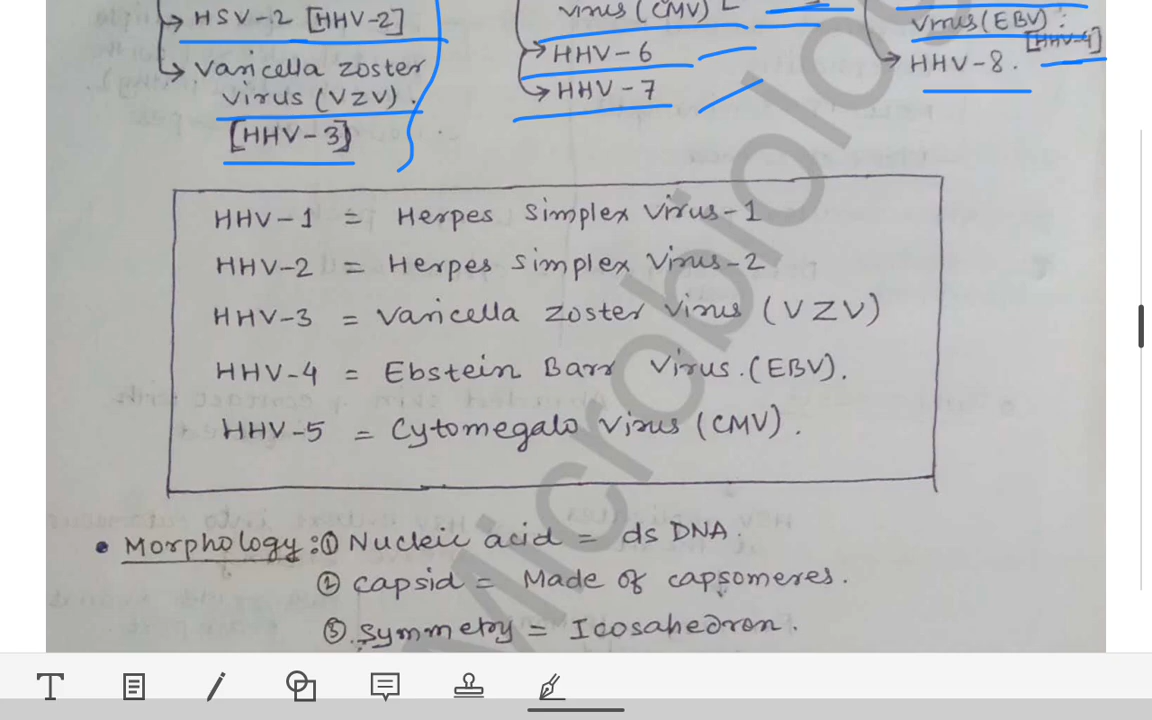 HSV-2 [HHV-2]
Varicella zoster
virus (VZV).
[HHV-3]
virus (CMV)
HHV-6
HHV-7
virus (EBV).
[HHV-4]
HHV-8.
HHV-1 = Herpes Simplex Virus-1
HHV-2 = Herpes Simplex Virus-2
HHV-3 = Varicella Zoster Virus (VZV)
HHV-4 = Ebstein Barr Virus.(EBV).
HHV-5 = Cytomegalo Virus (CMV).
• Morphology: ① Nucleic acid = ds DNA.
② Capsid = Made of capsomeres.
③. Symmetry = Icosahedron.
Microbiolog
T